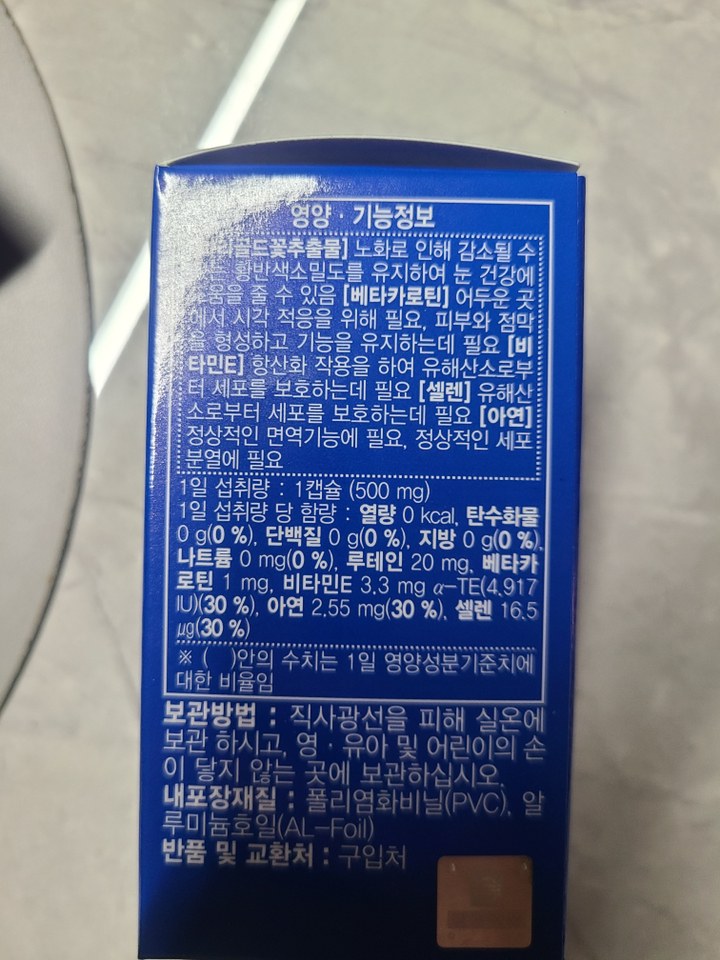 영양 · 기능정보
골드꽃추출물] 노화로 인해 감소될 수
황반색소밀도를 유지하여 눈 건강에
도움을 줄 수 있음 [베타카로틴] 어두운 곳
에서 시각 적응을 위해 필요, 피부와 점막
을 형성하고 기능을 유지하는데 필요 [비
타민E] 항산화 작용을 하여 유해산소로부
터 세포를 보호하는데 필요 [셀렌] 유해산
소로부터 세포를 보호하는데 필요 [아연]
정상적인 면역기능에 필요, 정상적인 세포
분열에 필요
1일 섭취량 : 1캡슐 (500 mg)
1일 섭취량 당 함량 : 열량 0 kcal, 탄수화물
0 g(0 %), 단백질 0 g(0 %), 지방 0 g(0 %),
나트륨 0 mg(0 %), 루테인 20 mg, 베타카
로틴 1 mg, 비타민E 3.3 mg α-TE(4.917
IU)(30 %), 아연 2.55 mg(30 %), 셀렌 16.5
μg(30 %)
※ ( )안의 수치는 1일 영양성분기준치에
대한 비율임
보관방법 : 직사광선을 피해 실온에
보관 하시고, 영 · 유아 및 어린이의 손
이 닿지 않는 곳에 보관하십시오.
내포장재질 : 폴리염화비닐(PVC), 알
루미늄호일(AL-Foil)
반품 및 교환처 : 구입처